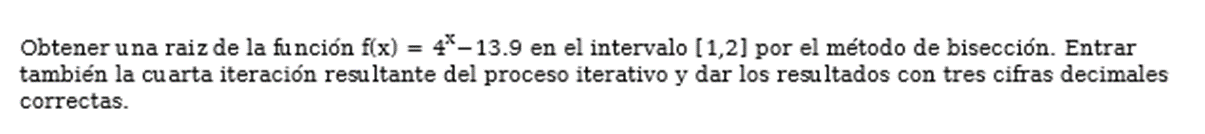 Obtener una raiz de la función f(x) = 4ˣ−13.9 en el intervalo [1,2] por el método de bisección. Entrar
también la cuarta iteración resultante del proceso iterativo y dar los resultados con tres cifras decimales
correctas.